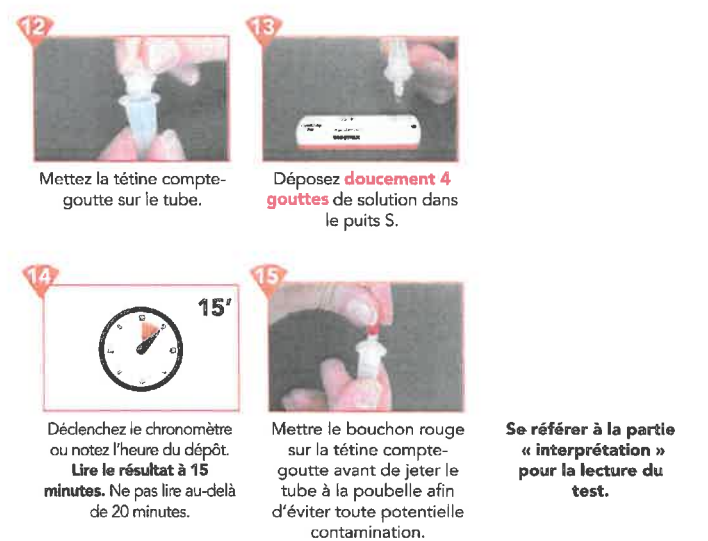 12
Mettez la tétine compte-
goutte sur le tube.
13
Déposez doucement 4
gouttes de solution dans
le puits S.
14
15'
Déclenchez le chronomètre
ou notez l'heure du dépôt.
Lire le résultat à 15
minutes. Ne pas lire au-delà
de 20 minutes.
15
Mettre le bouchon rouge
sur la tétine compte-
goutte avant de jeter le
tube à la poubelle afin
d'éviter toute potentielle
contamination.
Se référer à la partie
« interprétation »
pour la lecture du
test.